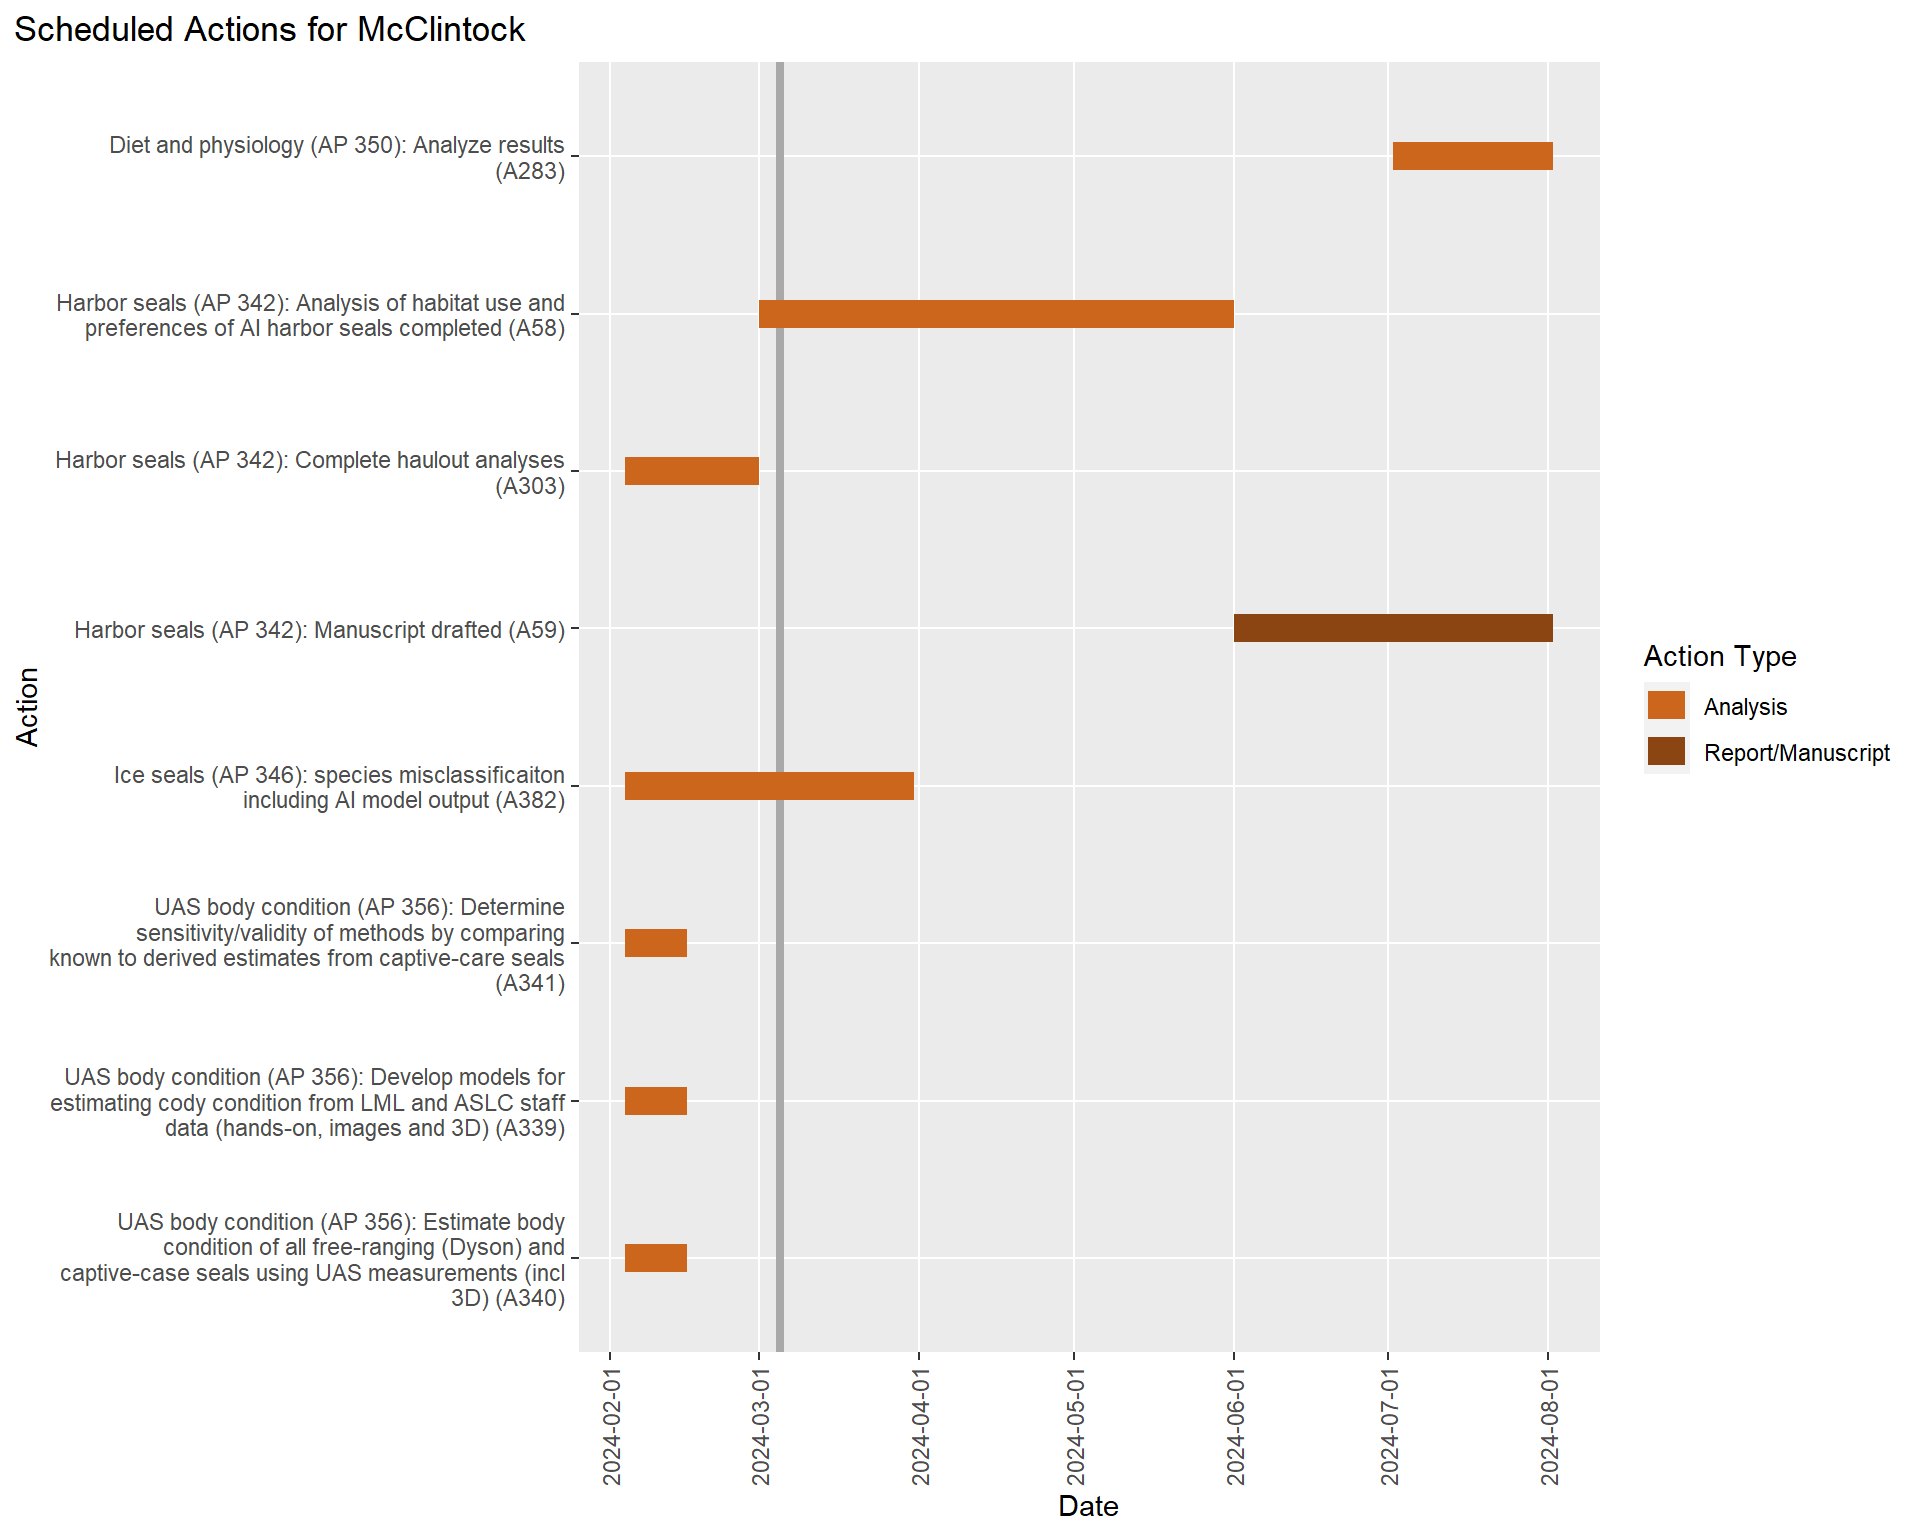 Scheduled Actions for McClintock
Diet and physiology (AP 350): Analyze results
(A283)
Harbor seals (AP 342): Analysis of habitat use and
preferences of AI harbor seals completed (A58)
Harbor seals (AP 342): Complete haulout analyses
(A303)
Harbor seals (AP 342): Manuscript drafted (A59)
Ice seals (AP 346): species misclassificaiton
including AI model output (A382)
UAS body condition (AP 356): Determine
sensitivity/validity of methods by comparing
known to derived estimates from captive-care seals
(A341)
UAS body condition (AP 356): Develop models for
estimating cody condition from LML and ASLC staff
data (hands-on, images and 3D) (A339)
UAS body condition (AP 356): Estimate body
condition of all free-ranging (Dyson) and
captive-case seals using UAS measurements (incl
3D) (A340)
Action
2024-02-01
2024-03-01
2024-04-01
2024-05-01
2024-06-01
2024-07-01
2024-08-01
Date
Action Type
Analysis
Report/Manuscript